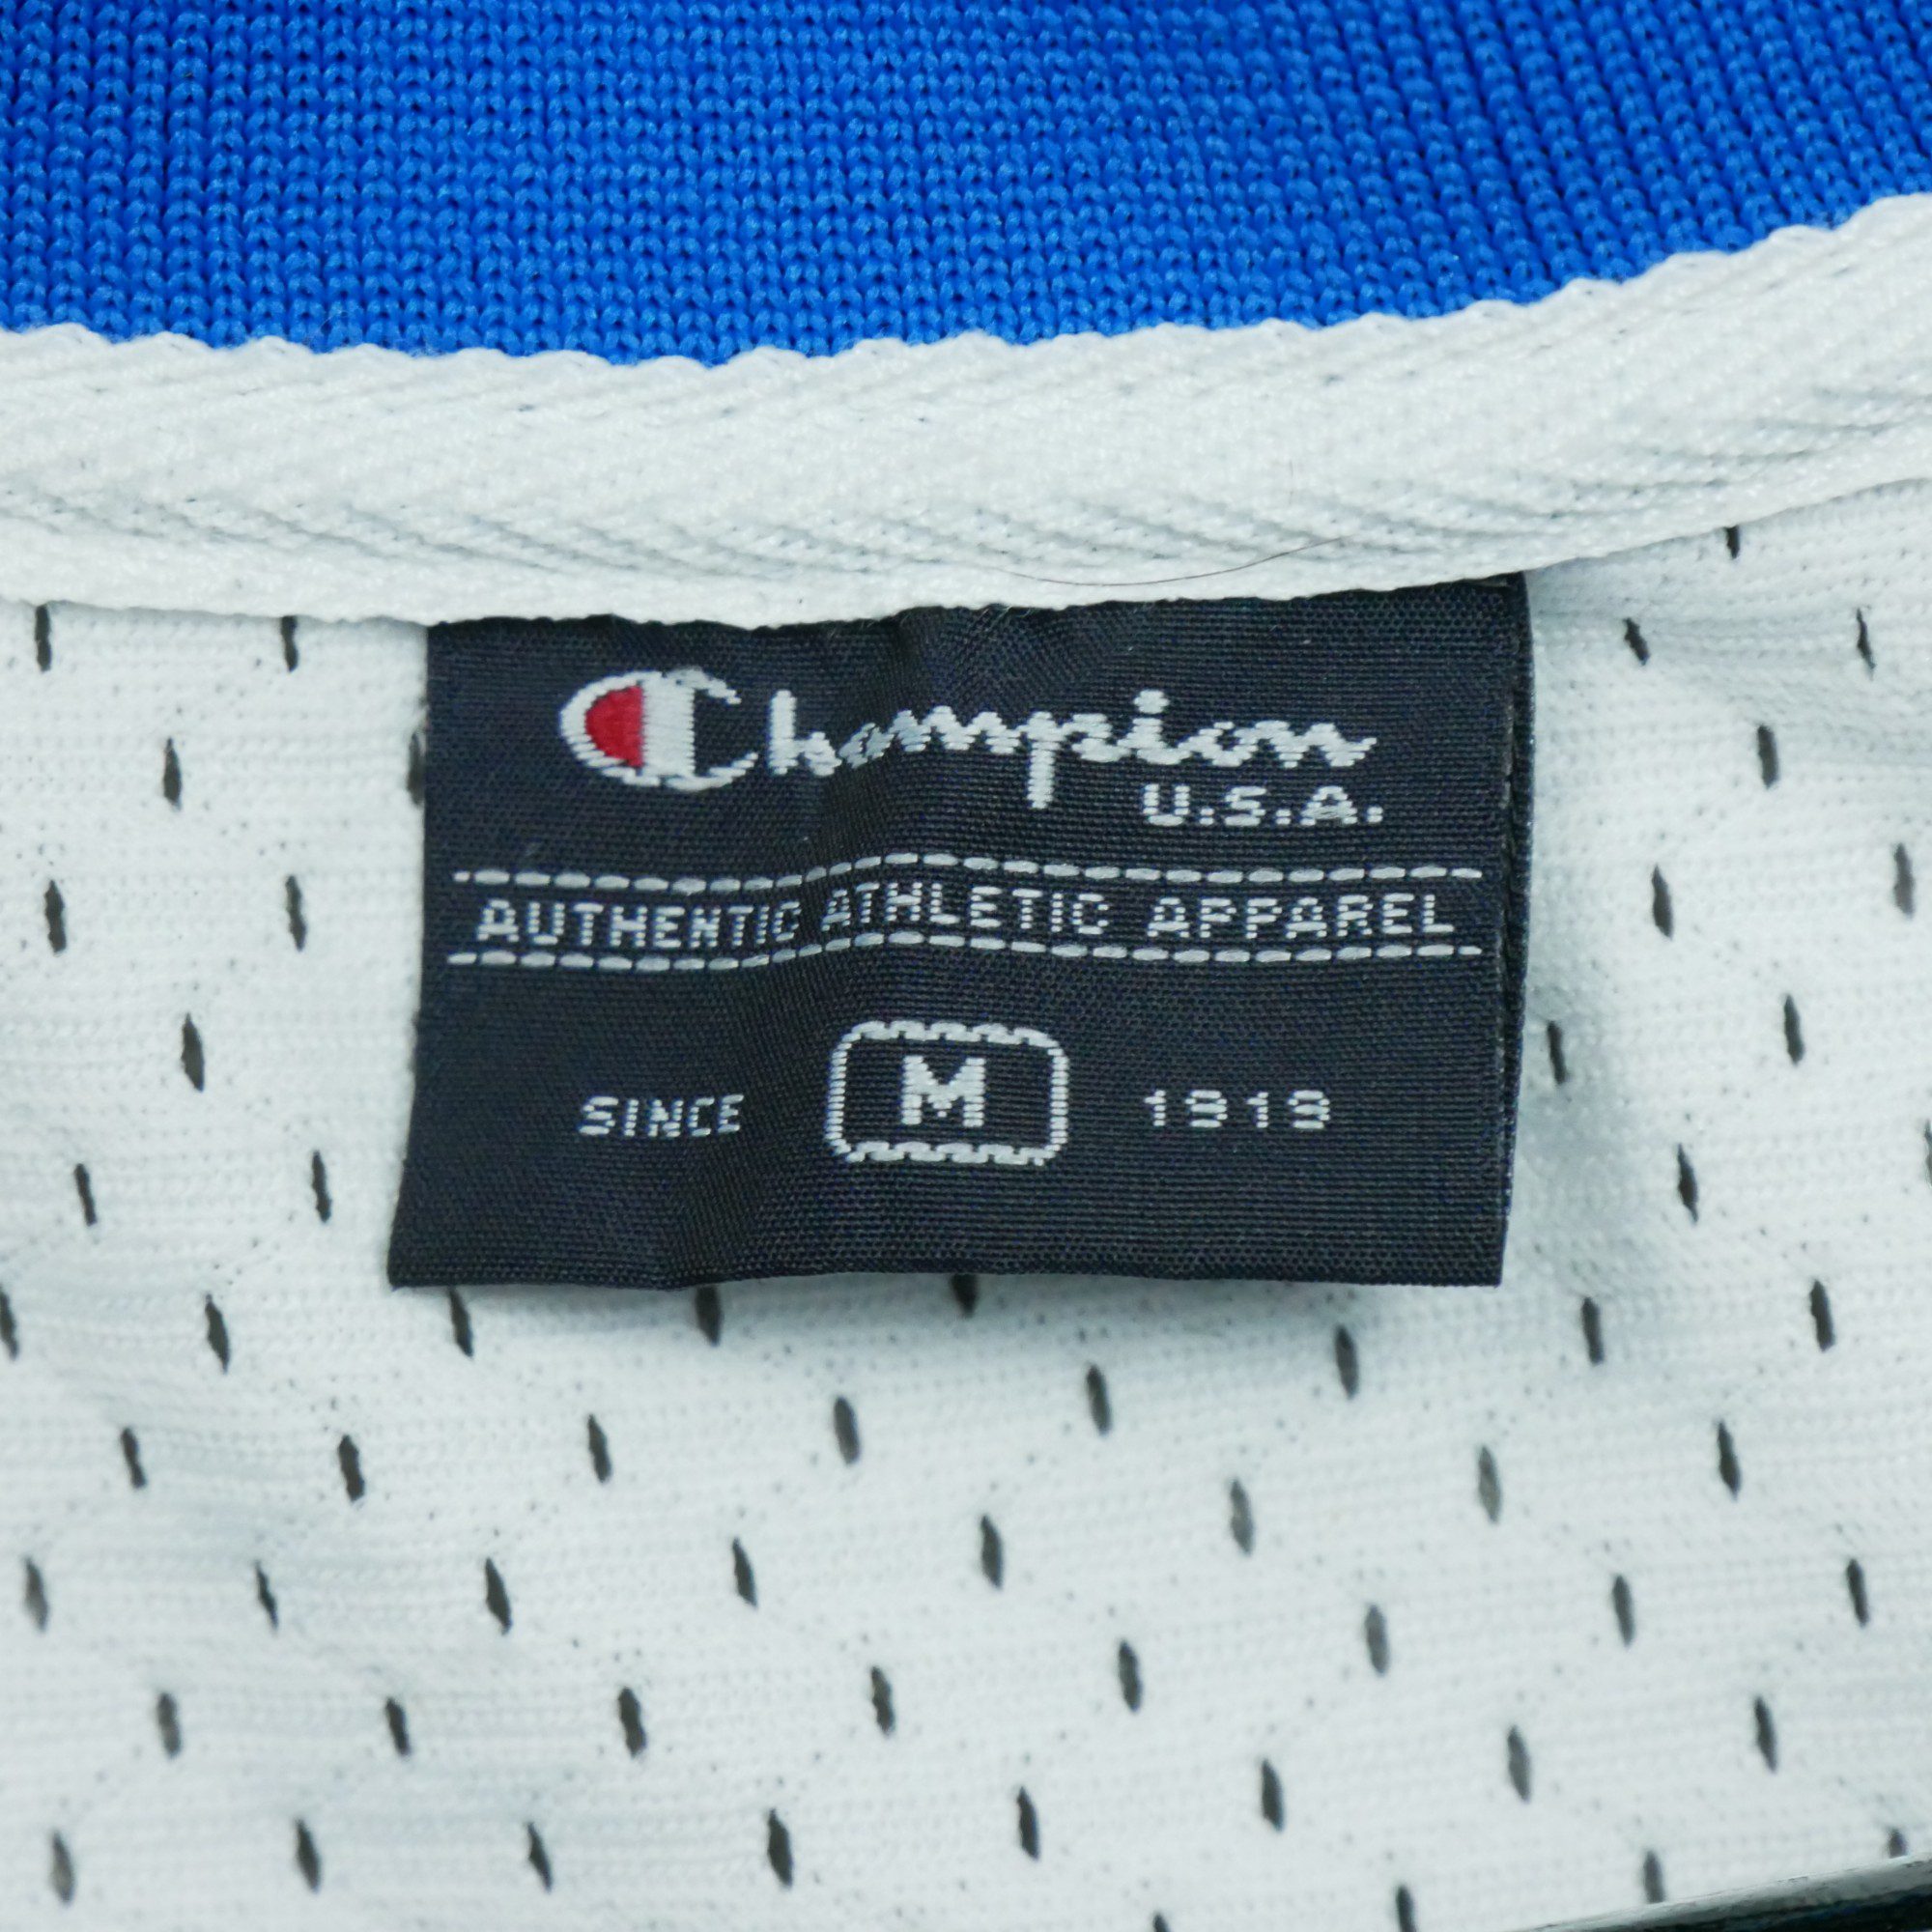 Champion
U.S.A.
AUTHENTIC ATHLETIC APPAREL
SINCE M 1919